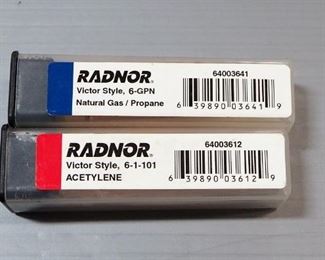 RADNOR®
64003641
Victor Style, 6-GPN
Natural Gas / Propane
6 39890 03641 9
RADNOR®
64003612
Victor Style, 6-1-101
ACETYLENE
6 39890 03612 9